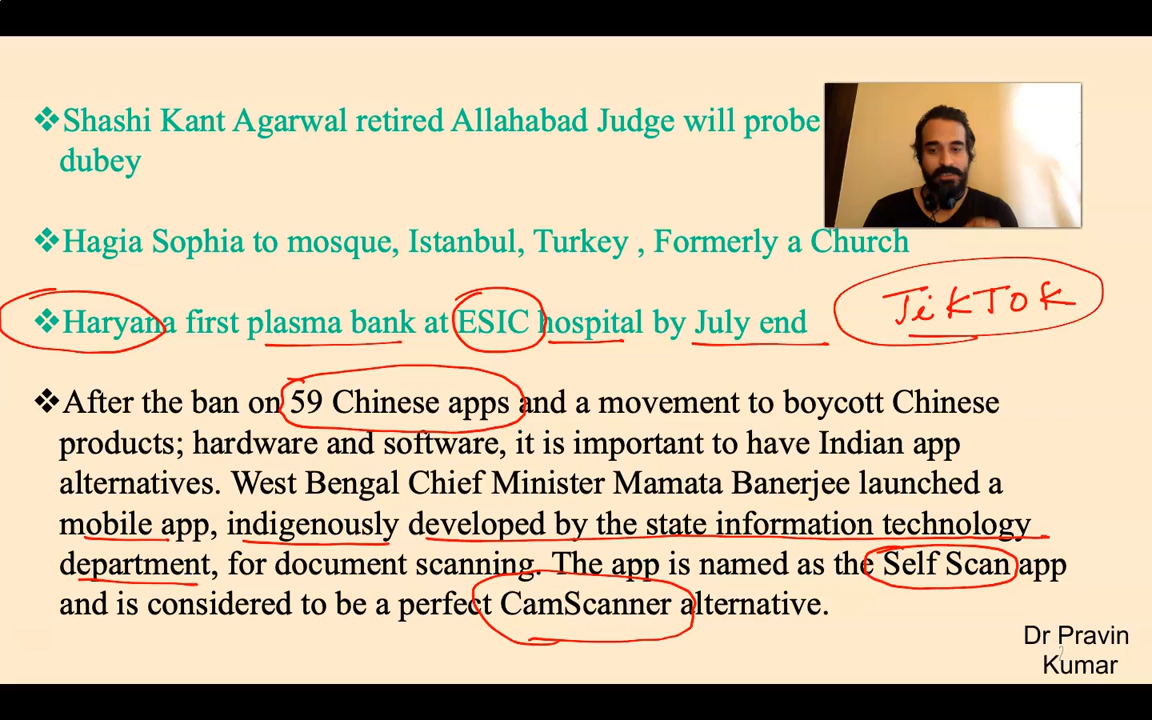 ❖Shashi Kant Agarwal retired Allahabad Judge will probe
dubey
❖Hagia Sophia to mosque, Istanbul, Turkey , Formerly a Church
❖Haryana first plasma bank at ESIC hospital by July end
TikTok
❖After the ban on 59 Chinese apps and a movement to boycott Chinese
products; hardware and software, it is important to have Indian app
alternatives. West Bengal Chief Minister Mamata Banerjee launched a
mobile app, indigenously developed by the state information technology
department, for document scanning. The app is named as the Self Scan app
and is considered to be a perfect CamScanner alternative.
Dr Pravin
Kumar